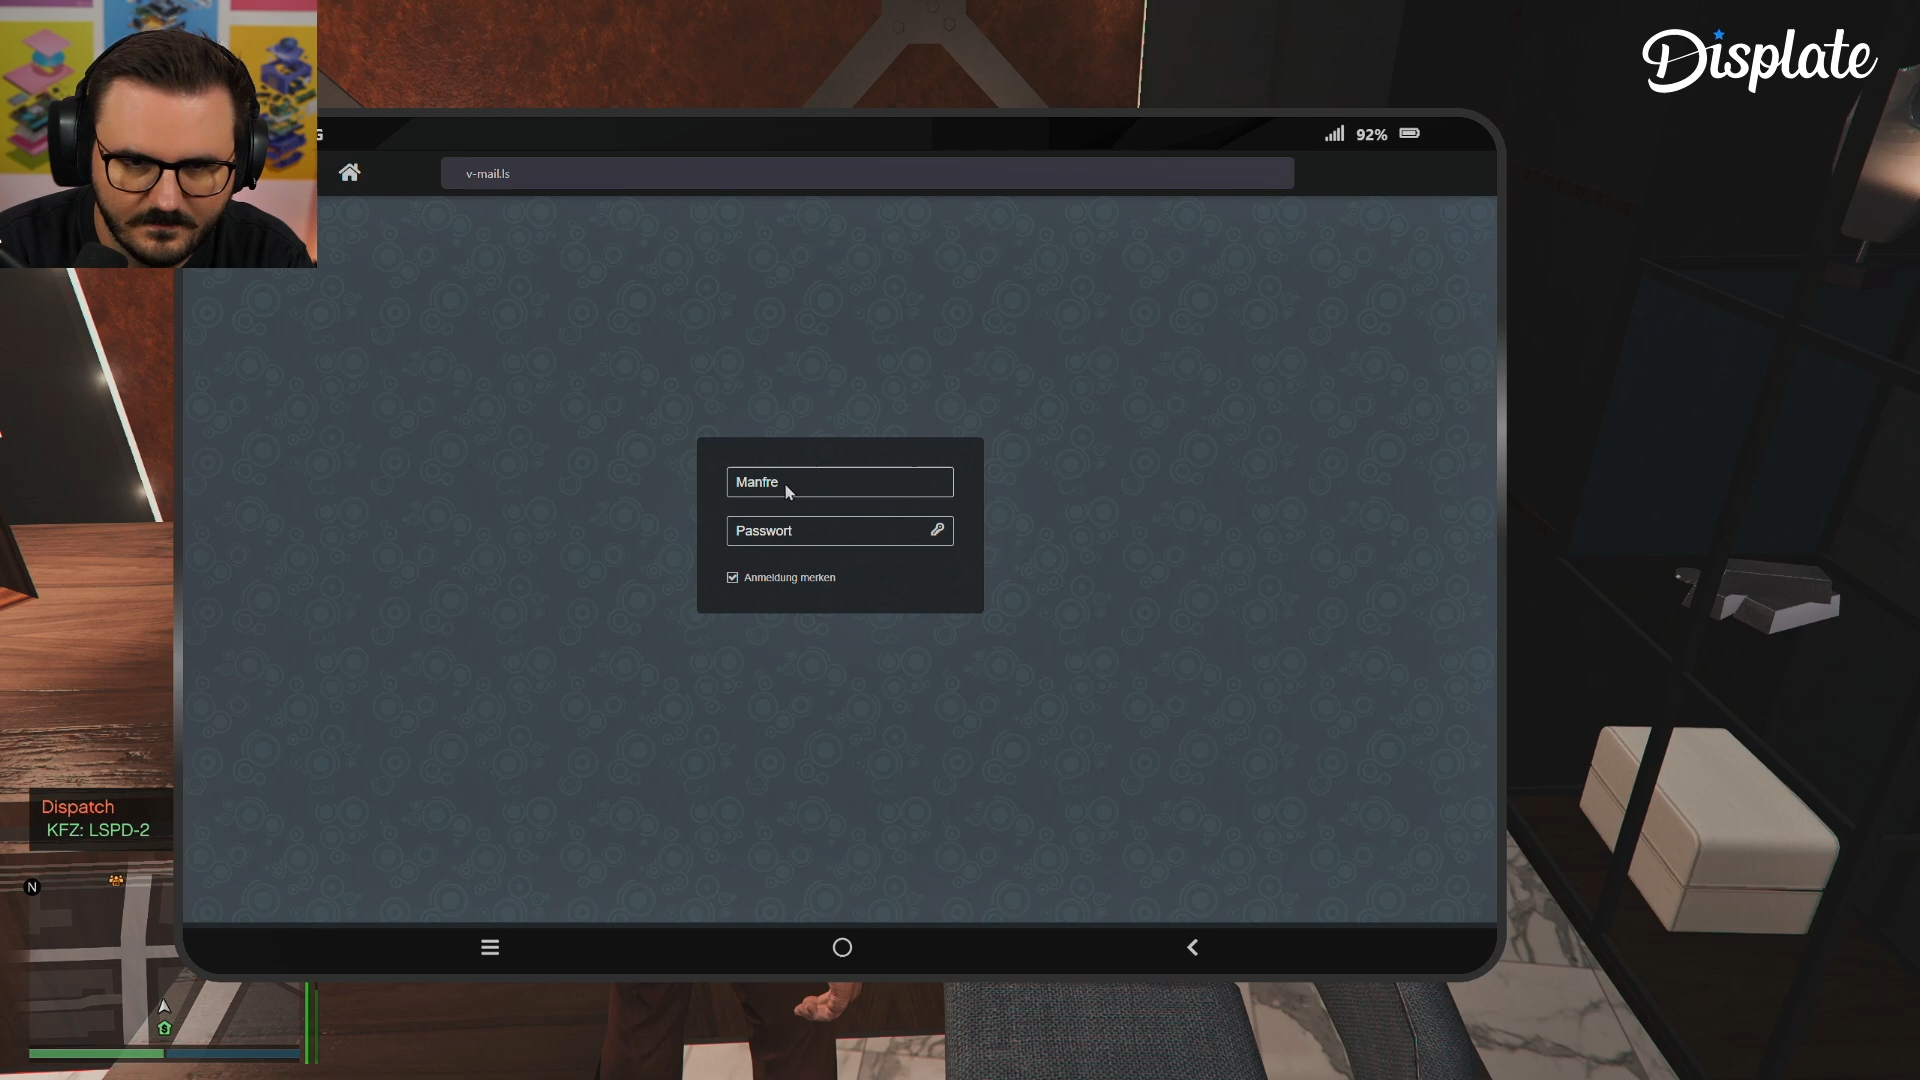 Displate
G
92%
v-mail.ls
Manfre
Passwort
Anmeldung merken
Dispatch
KFZ: LSPD-2
N